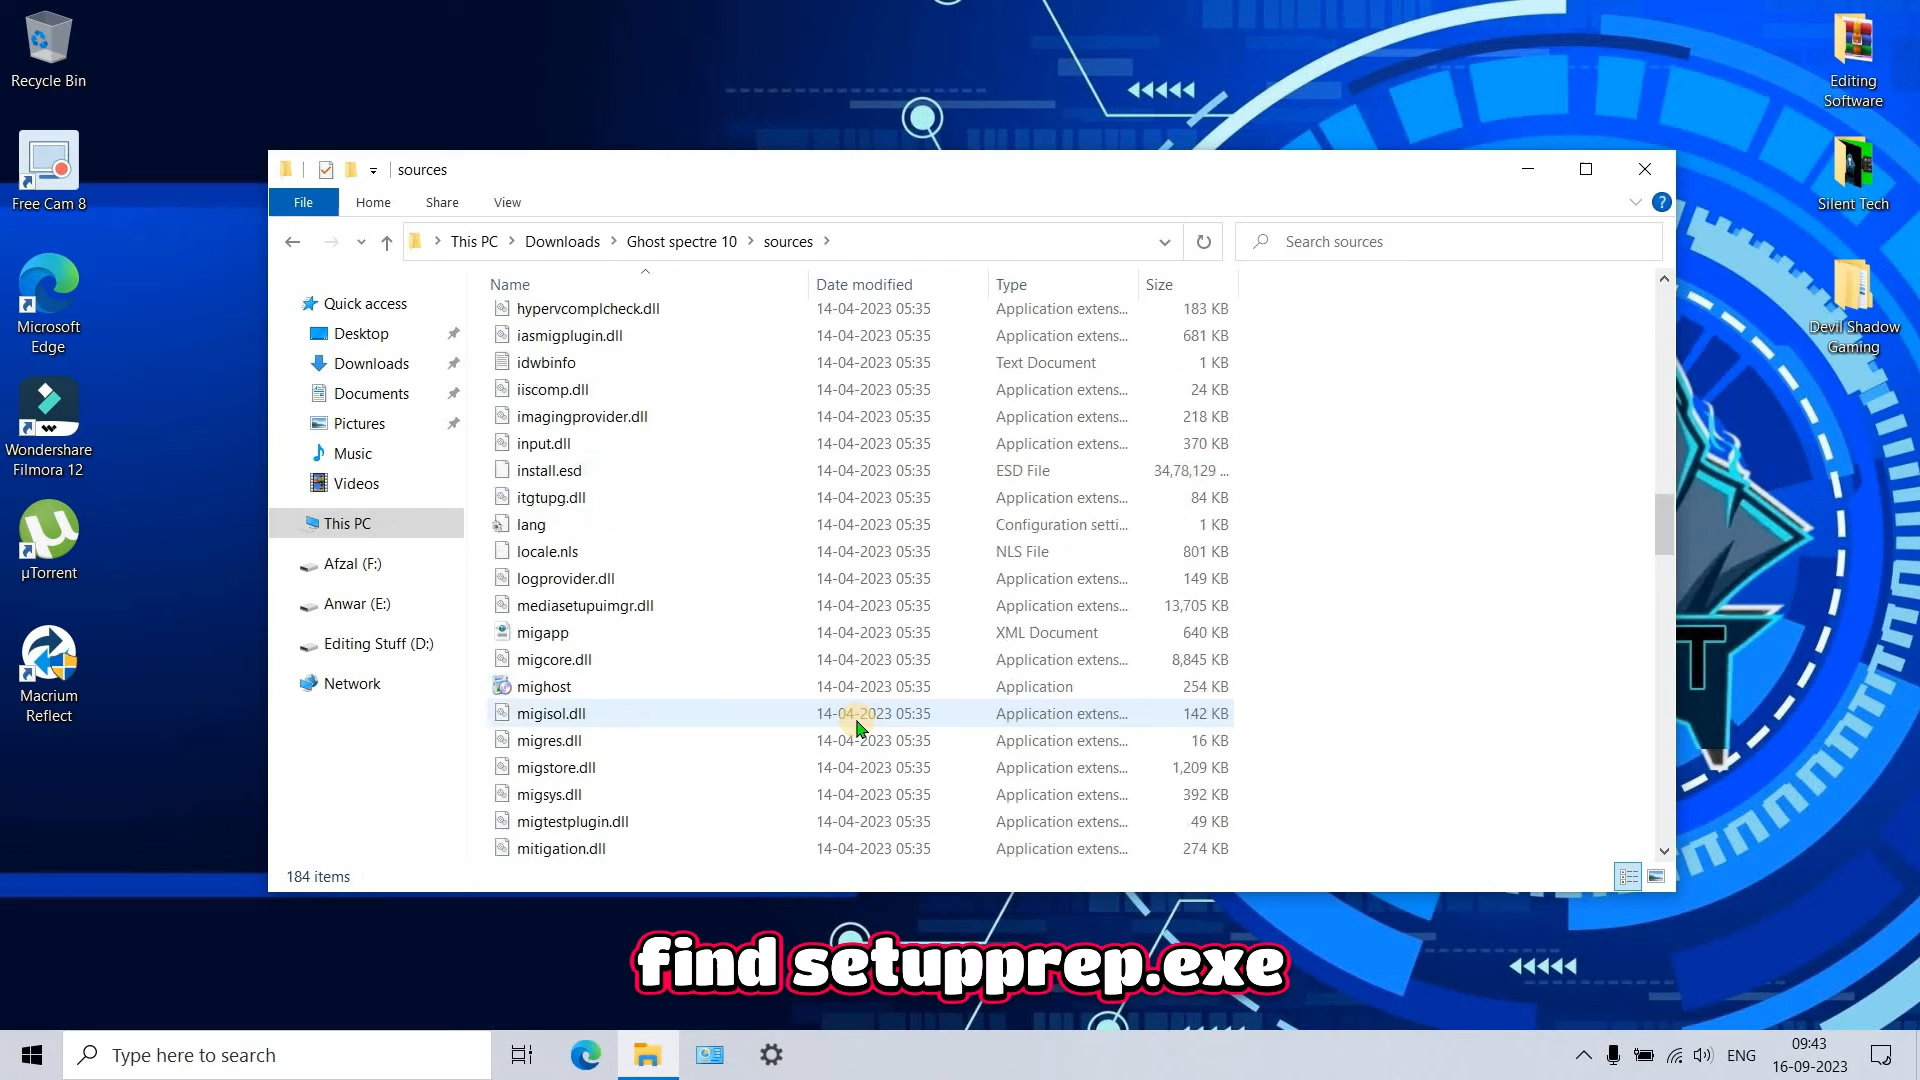 Recycle Bin
Free Cam 8
Microsoft
Edge
Wondershare
Filmora 12
µTorrent
Macrium
Reflect
Editing
Software
Silent Tech
Devil Shadow
Gaming
sources
File Home Share View
This PC Downloads Ghost spectre 10 sources
Search sources
Quick access
Desktop
Downloads
Documents
Pictures
Music
Videos
This PC
Afzal (F:)
Anwar (E:)
Editing Stuff (D:)
Network
Name Date modified Type Size
hypervcomplcheck.dll 14-04-2023 05:35 Application extens... 183 KB
iasmigplugin.dll 14-04-2023 05:35 Application extens... 681 KB
idwbinfo 14-04-2023 05:35 Text Document 1 KB
iiscomp.dll 14-04-2023 05:35 Application extens... 24 KB
imagingprovider.dll 14-04-2023 05:35 Application extens... 218 KB
input.dll 14-04-2023 05:35 Application extens... 370 KB
install.esd 14-04-2023 05:35 ESD File 34,78,129 ...
itgtupg.dll 14-04-2023 05:35 Application extens... 84 KB
lang 14-04-2023 05:35 Configuration setti... 1 KB
locale.nls 14-04-2023 05:35 NLS File 801 KB
logprovider.dll 14-04-2023 05:35 Application extens... 149 KB
mediasetupuimgr.dll 14-04-2023 05:35 Application extens... 13,705 KB
migapp 14-04-2023 05:35 XML Document 640 KB
migcore.dll 14-04-2023 05:35 Application extens... 8,845 KB
mighost 14-04-2023 05:35 Application 254 KB
migisol.dll 14-04-2023 05:35 Application extens... 142 KB
migres.dll 14-04-2023 05:35 Application extens... 16 KB
migstore.dll 14-04-2023 05:35 Application extens... 1,209 KB
migsys.dll 14-04-2023 05:35 Application extens... 392 KB
migtestplugin.dll 14-04-2023 05:35 Application extens... 49 KB
mitigation.dll 14-04-2023 05:35 Application extens... 274 KB
184 items
T
find setupprep.exe
Type here to search
ENG
09:43
16-09-2023